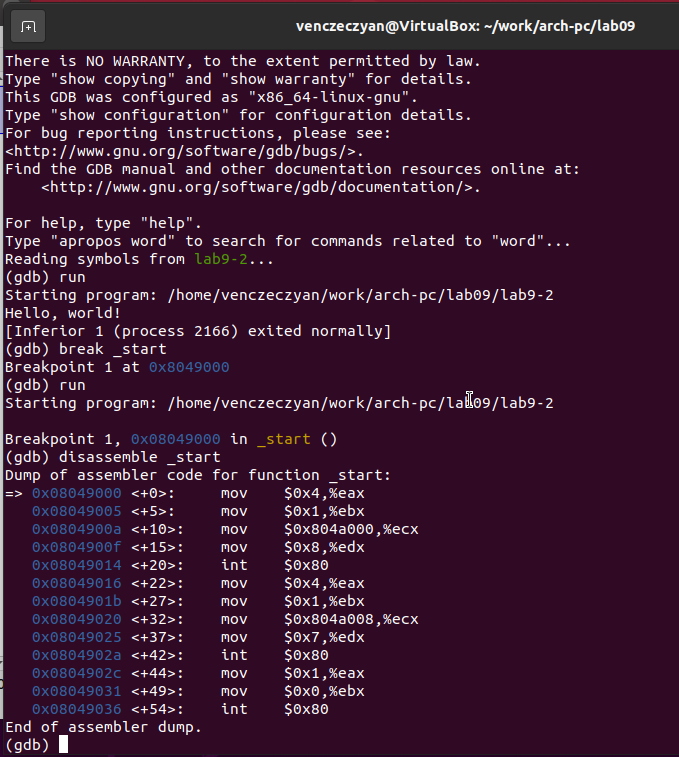 venczeczyan@VirtualBox: ~/work/arch-pc/lab09
There is NO WARRANTY, to the extent permitted by law.
Type "show copying" and "show warranty" for details.
This GDB was configured as "x86_64-linux-gnu".
Type "show configuration" for configuration details.
For bug reporting instructions, please see:
<http://www.gnu.org/software/gdb/bugs/>.
Find the GDB manual and other documentation resources online at:
    <http://www.gnu.org/software/gdb/documentation/>.

For help, type "help".
Type "apropos word" to search for commands related to "word"...
Reading symbols from lab9-2...
(gdb) run
Starting program: /home/venczeczyan/work/arch-pc/lab09/lab9-2
Hello, world!
[Inferior 1 (process 2166) exited normally]
(gdb) break _start
Breakpoint 1 at 0x8049000
(gdb) run
Starting program: /home/venczeczyan/work/arch-pc/lab09/lab9-2

Breakpoint 1, 0x08049000 in _start ()
(gdb) disassemble _start
Dump of assembler code for function _start:
=> 0x08049000 <+0>:     mov    $0x4,%eax
   0x08049005 <+5>:     mov    $0x1,%ebx
   0x0804900a <+10>:    mov    $0x804a000,%ecx
   0x0804900f <+15>:    mov    $0x8,%edx
   0x08049014 <+20>:    int    $0x80
   0x08049016 <+22>:    mov    $0x4,%eax
   0x0804901b <+27>:    mov    $0x1,%ebx
   0x08049020 <+32>:    mov    $0x804a008,%ecx
   0x08049025 <+37>:    mov    $0x7,%edx
   0x0804902a <+42>:    int    $0x80
   0x0804902c <+44>:    mov    $0x1,%eax
   0x08049031 <+49>:    mov    $0x0,%ebx
   0x08049036 <+54>:    int    $0x80
End of assembler dump.
(gdb)